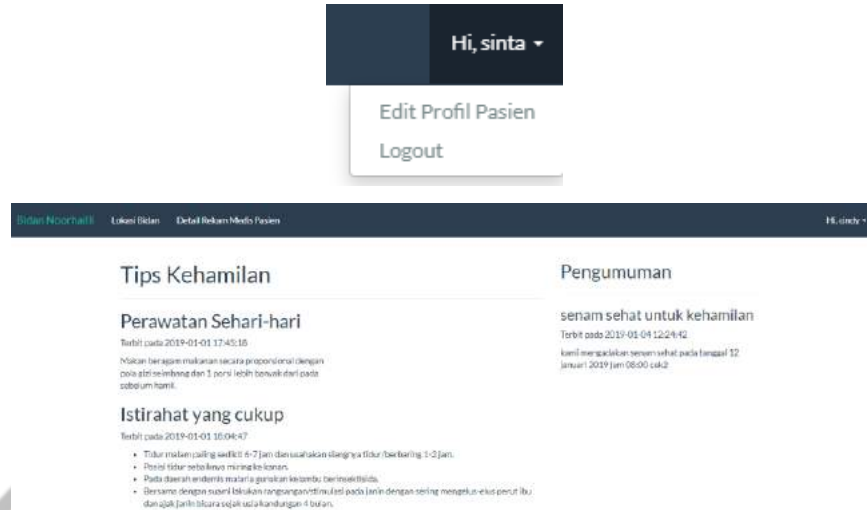 Hi, sinta
Edit Profil Pasien
Logout
Bidan Noorhaili Lokasi Bidan Detail Rekam Medis Pasien Hi, cindy
Tips Kehamilan
Pengumuman
Perawatan Sehari-hari
Terbit pada 2019-01-01 17:45:18
Makan beragam makanan secara proporsional dengan
pola gizi seimbang dan 1 porsi lebih banyak dari pada
sebelum hamil.
senam sehat untuk kehamilan
Terbit pada 2019-01-04 12:24:42
kami mengadakan senam sehat pada tanggal 12
januari 2019 jam 08:00
Istirahat yang cukup
Terbit pada 2019-01-01 18:04:47
Tidur malam paling sedikit 6-7 jam dan usahakan siangnya tidur/berbaring 1-2 jam.
Posisi tidur sebaiknya miring ke kanan.
Pada daerah endemis malaria gunakan kelambu berinsektisida.
Bersama dengan suami lakukan rangsangan/stimulasi pada janin dengan sering mengelus-elus perut ibu
dan ajak janin bicara sejak usia kandungan 4 bulan.